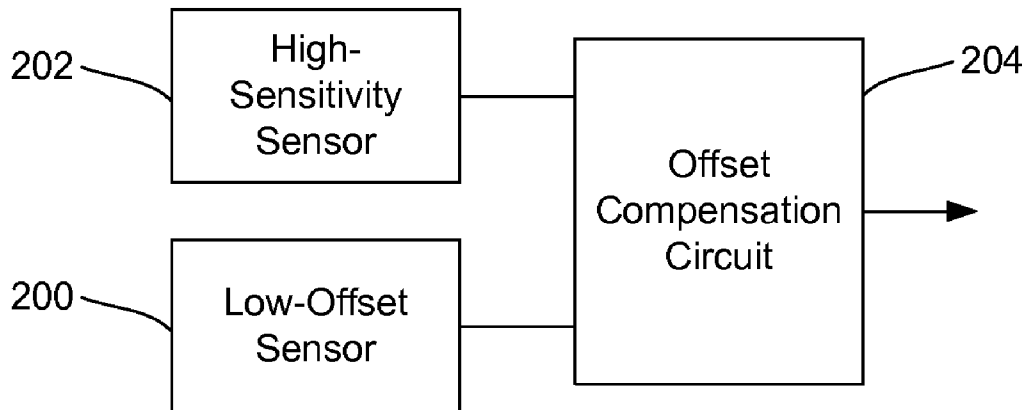 202
High-
Sensitivity
Sensor
204
Offset
Compensation
Circuit
200
Low-Offset
Sensor